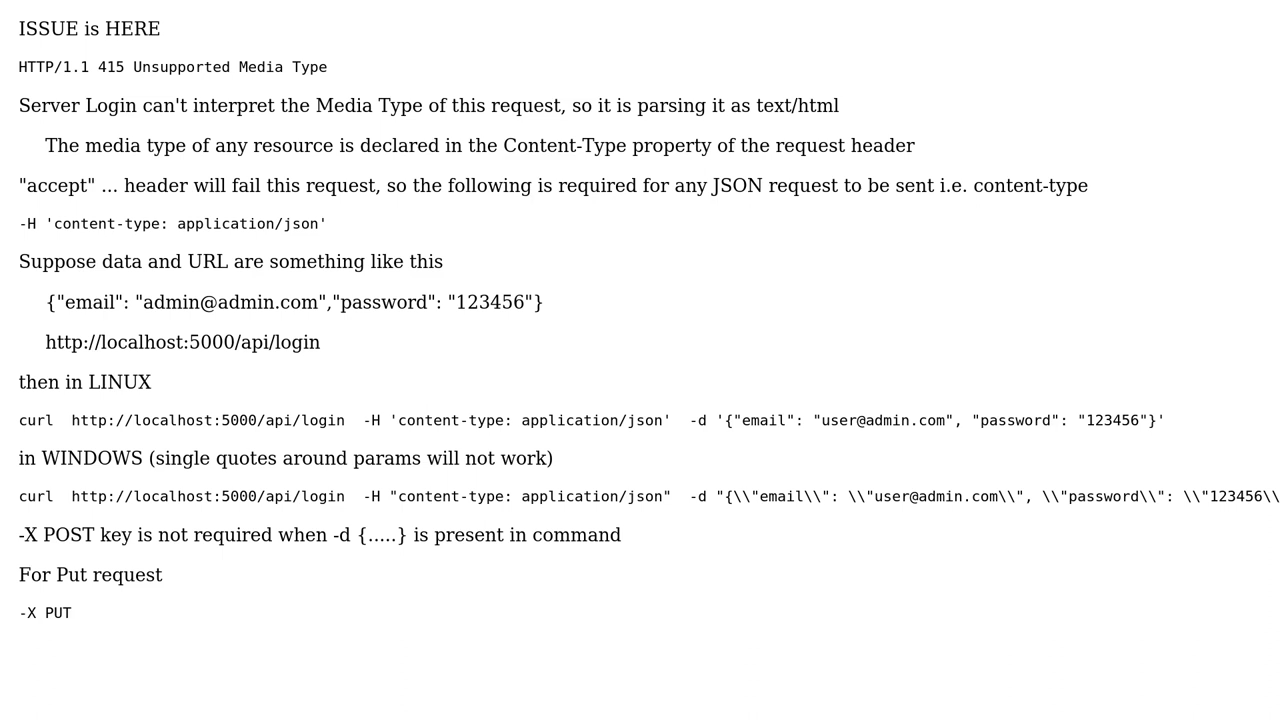 ISSUE is HERE
HTTP/1.1 415 Unsupported Media Type
Server Login can't interpret the Media Type of this request, so it is parsing it as text/html
The media type of any resource is declared in the Content-Type property of the request header
"accept" ... header will fail this request, so the following is required for any JSON request to be sent i.e. content-type
-H 'content-type: application/json'
Suppose data and URL are something like this
{"email": "admin@admin.com","password": "123456"}
http://localhost:5000/api/login
then in LINUX
curl  http://localhost:5000/api/login  -H 'content-type: application/json'  -d '{"email": "user@admin.com", "password": "123456"}'
in WINDOWS (single quotes around params will not work)
curl  http://localhost:5000/api/login  -H "content-type: application/json"  -d "{\\"email\\": \\"user@admin.com\\", \\"password\\": \\"123456\\
-X POST key is not required when -d {.....} is present in command
For Put request
-X PUT